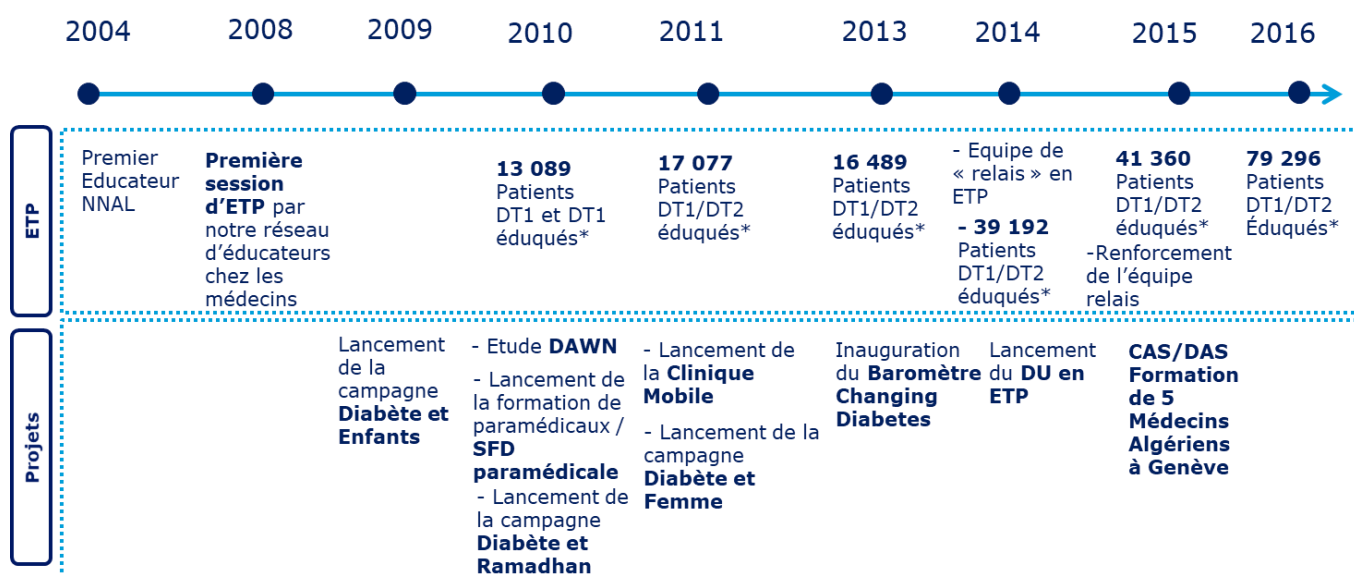 2004
2008
2009
2010
2011
2013
2014
2015
2016
ETP
Premier
Educateur
NNAL
Première
session
d’ETP par
notre réseau
d’éducateurs
chez les
médecins
13 089
Patients
DT1 et DT1
éduqués*
17 077
Patients
DT1/DT2
éduqués*
16 489
Patients
DT1/DT2
éduqués*
- Equipe de
« relais » en
ETP
- 39 192
Patients
DT1/DT2
éduqués*
41 360
Patients
DT1/DT2
éduqués*
-Renforcement
de l’équipe
relais
79 296
Patients
DT1/DT2
Éduqués*
Projets
Lancement
de la
campagne
Diabète et
Enfants
- Etude DAWN
- Lancement de
la formation de
paramédicaux /
SFD
paramédicale
- Lancement de
la campagne
Diabète et
Ramadhan
- Lancement de
la Clinique
Mobile
- Lancement de la
campagne
Diabète et
Femme
Inauguration
du Baromètre
Changing
Diabetes
Lancement
du DU en
ETP
CAS/DAS
Formation
de 5
Médecins
Algériens
à Genève